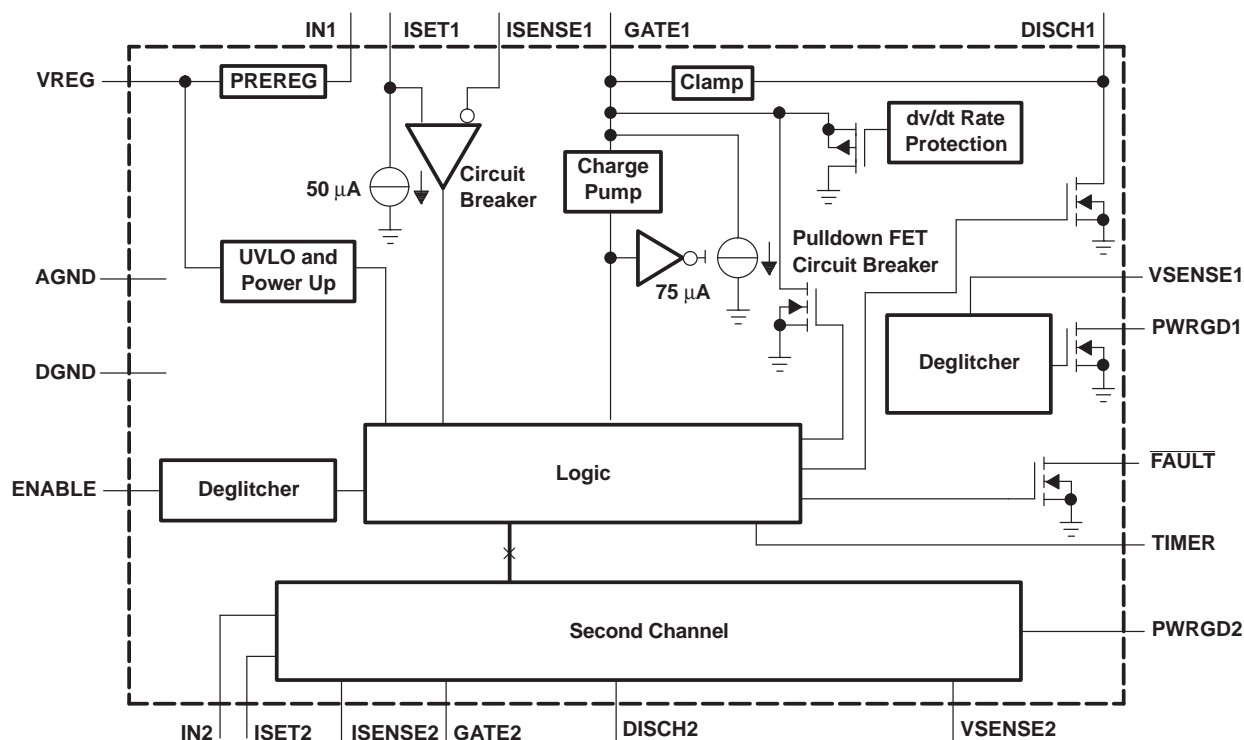 IN1
ISET1
ISENSE1
GATE1
DISCH1
VREG
PREREG
Clamp
dv/dt Rate
Protection
50 μA
Circuit
Breaker
Charge
Pump
UVLO and
Power Up
75 μA
Pulldown FET
Circuit Breaker
AGND
VSENSE1
PWRGD1
Deglitcher
DGND
Logic
FAULT
ENABLE
Deglitcher
TIMER
Second Channel
PWRGD2
IN2
ISET2
ISENSE2
GATE2
DISCH2
VSENSE2